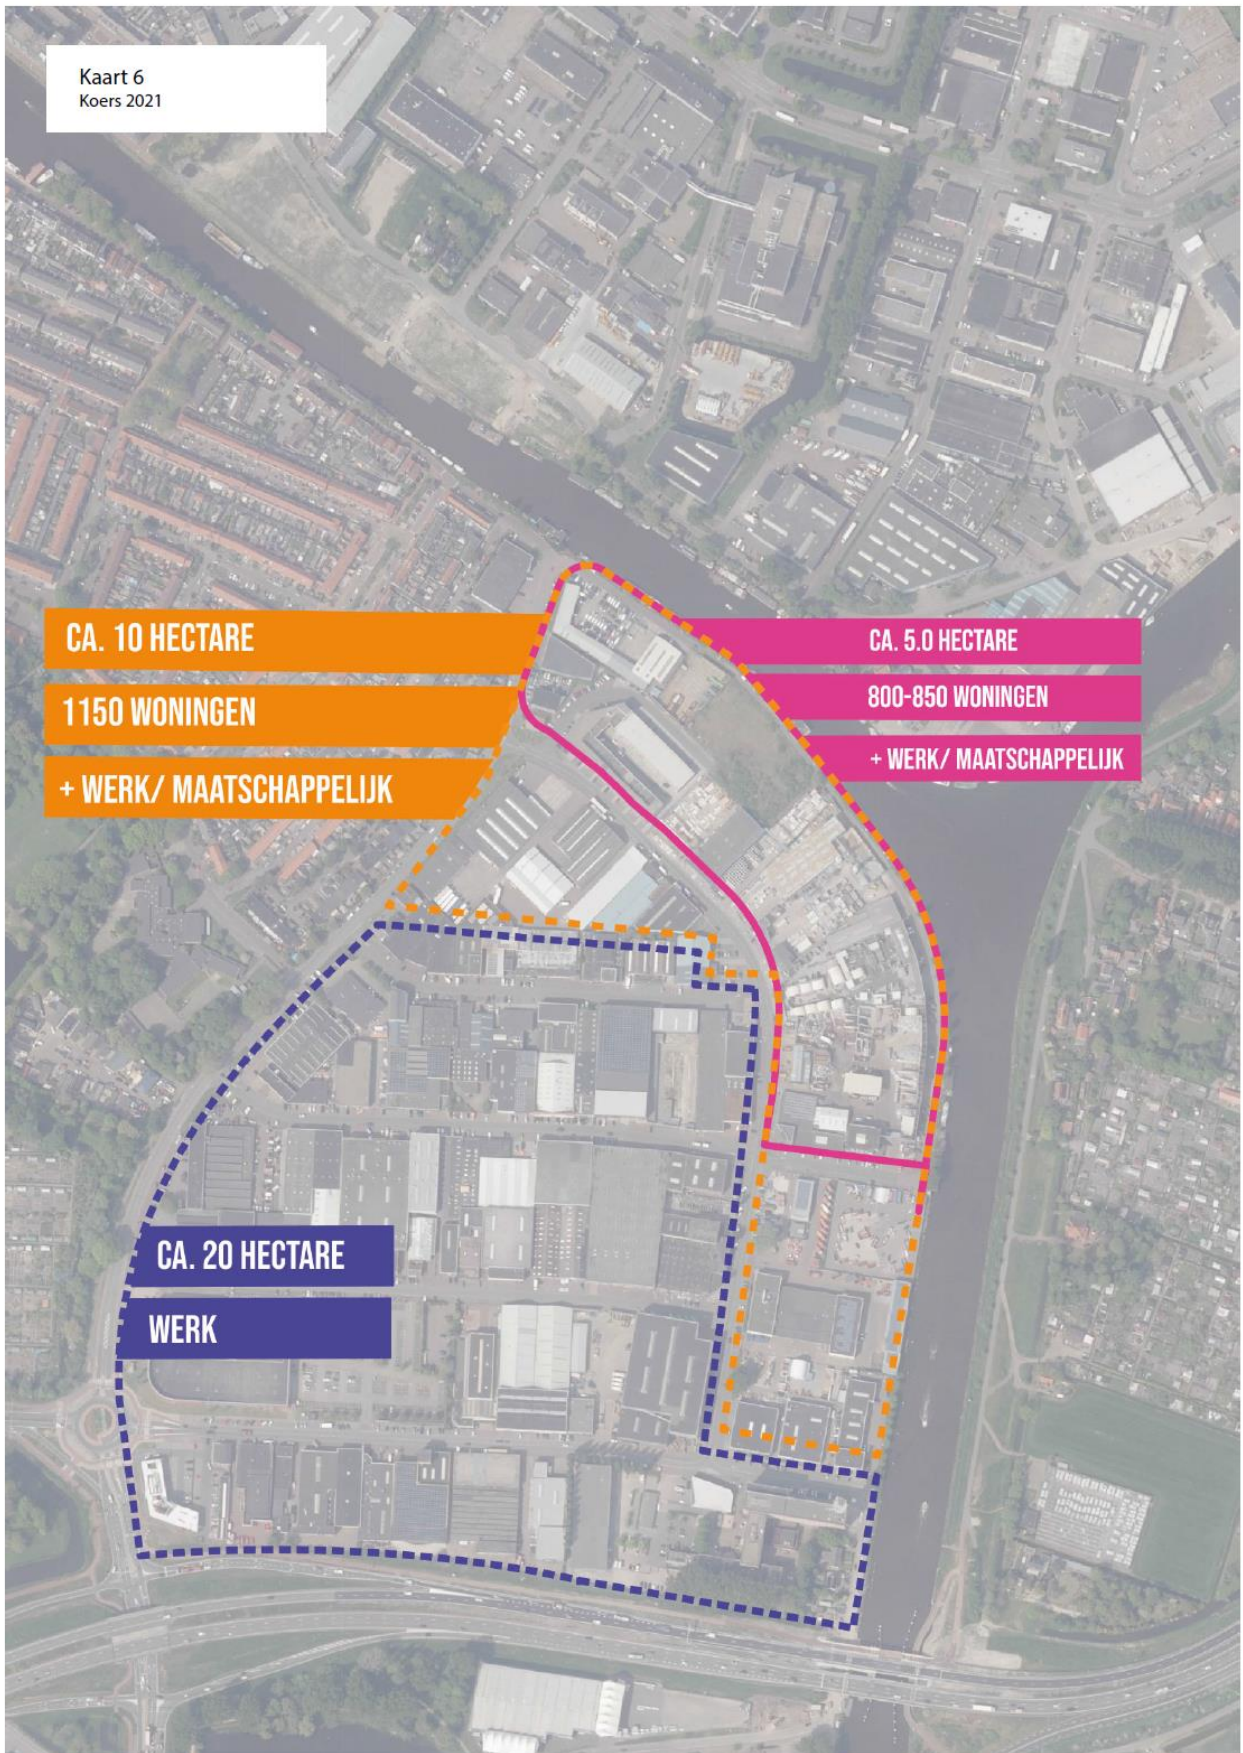 Kaart 6
Koers 2021
CA. 10 HECTARE
1150 WONINGEN
+ WERK/ MAATSCHAPPELIJK
CA. 5.0 HECTARE
800-850 WONINGEN
+ WERK/ MAATSCHAPPELIJK
CA. 20 HECTARE
WERK